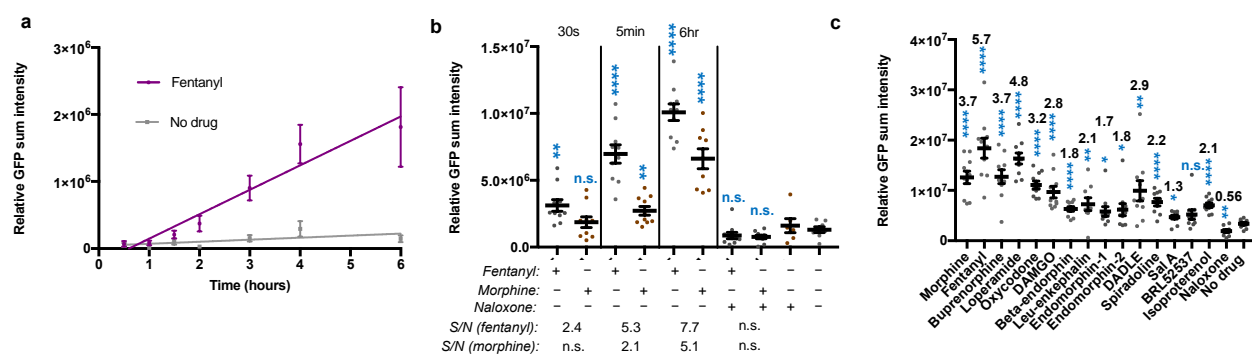 a
Relative GFP sum intensity
3×10⁶
2×10⁶
1×10⁶
0
Fentanyl
No drug
0 1 2 3 4 5 6
Time (hours)
b
30s 5min 6hr
Relative GFP sum intensity
1.5×10⁷
1.0×10⁷
5.0×10⁶
0.0
** n.s. **** ** **** **** n.s. n.s.
Fentanyl: + – + – + – + – – –
Morphine: – + – + – + – + – –
Naloxone: – – – – – – + + + –
S/N (fentanyl) 2.4 5.3 7.7 n.s.
S/N (morphine) n.s. 2.1 5.1 n.s.
c
Relative GFP sum intensity
4×10⁷
3×10⁷
2×10⁷
1×10⁷
0
3.7 5.7 3.7 4.8 3.2 2.8 1.8 2.1 1.7 1.8 2.9 2.2 1.3 n.s. 2.1 0.56
**** **** **** **** **** **** **** ** * * ** **** * **** **
Morphine
Fentanyl
Buprenorphine
Loperamide
Oxycodone
DAMGO
Beta-endorphin
Leu-enkephalin
Endomorphin-1
Endomorphin-2
DADLE
Spiradoline
Sal A
BRL52537
Isoproterenol
Naloxone
No drug